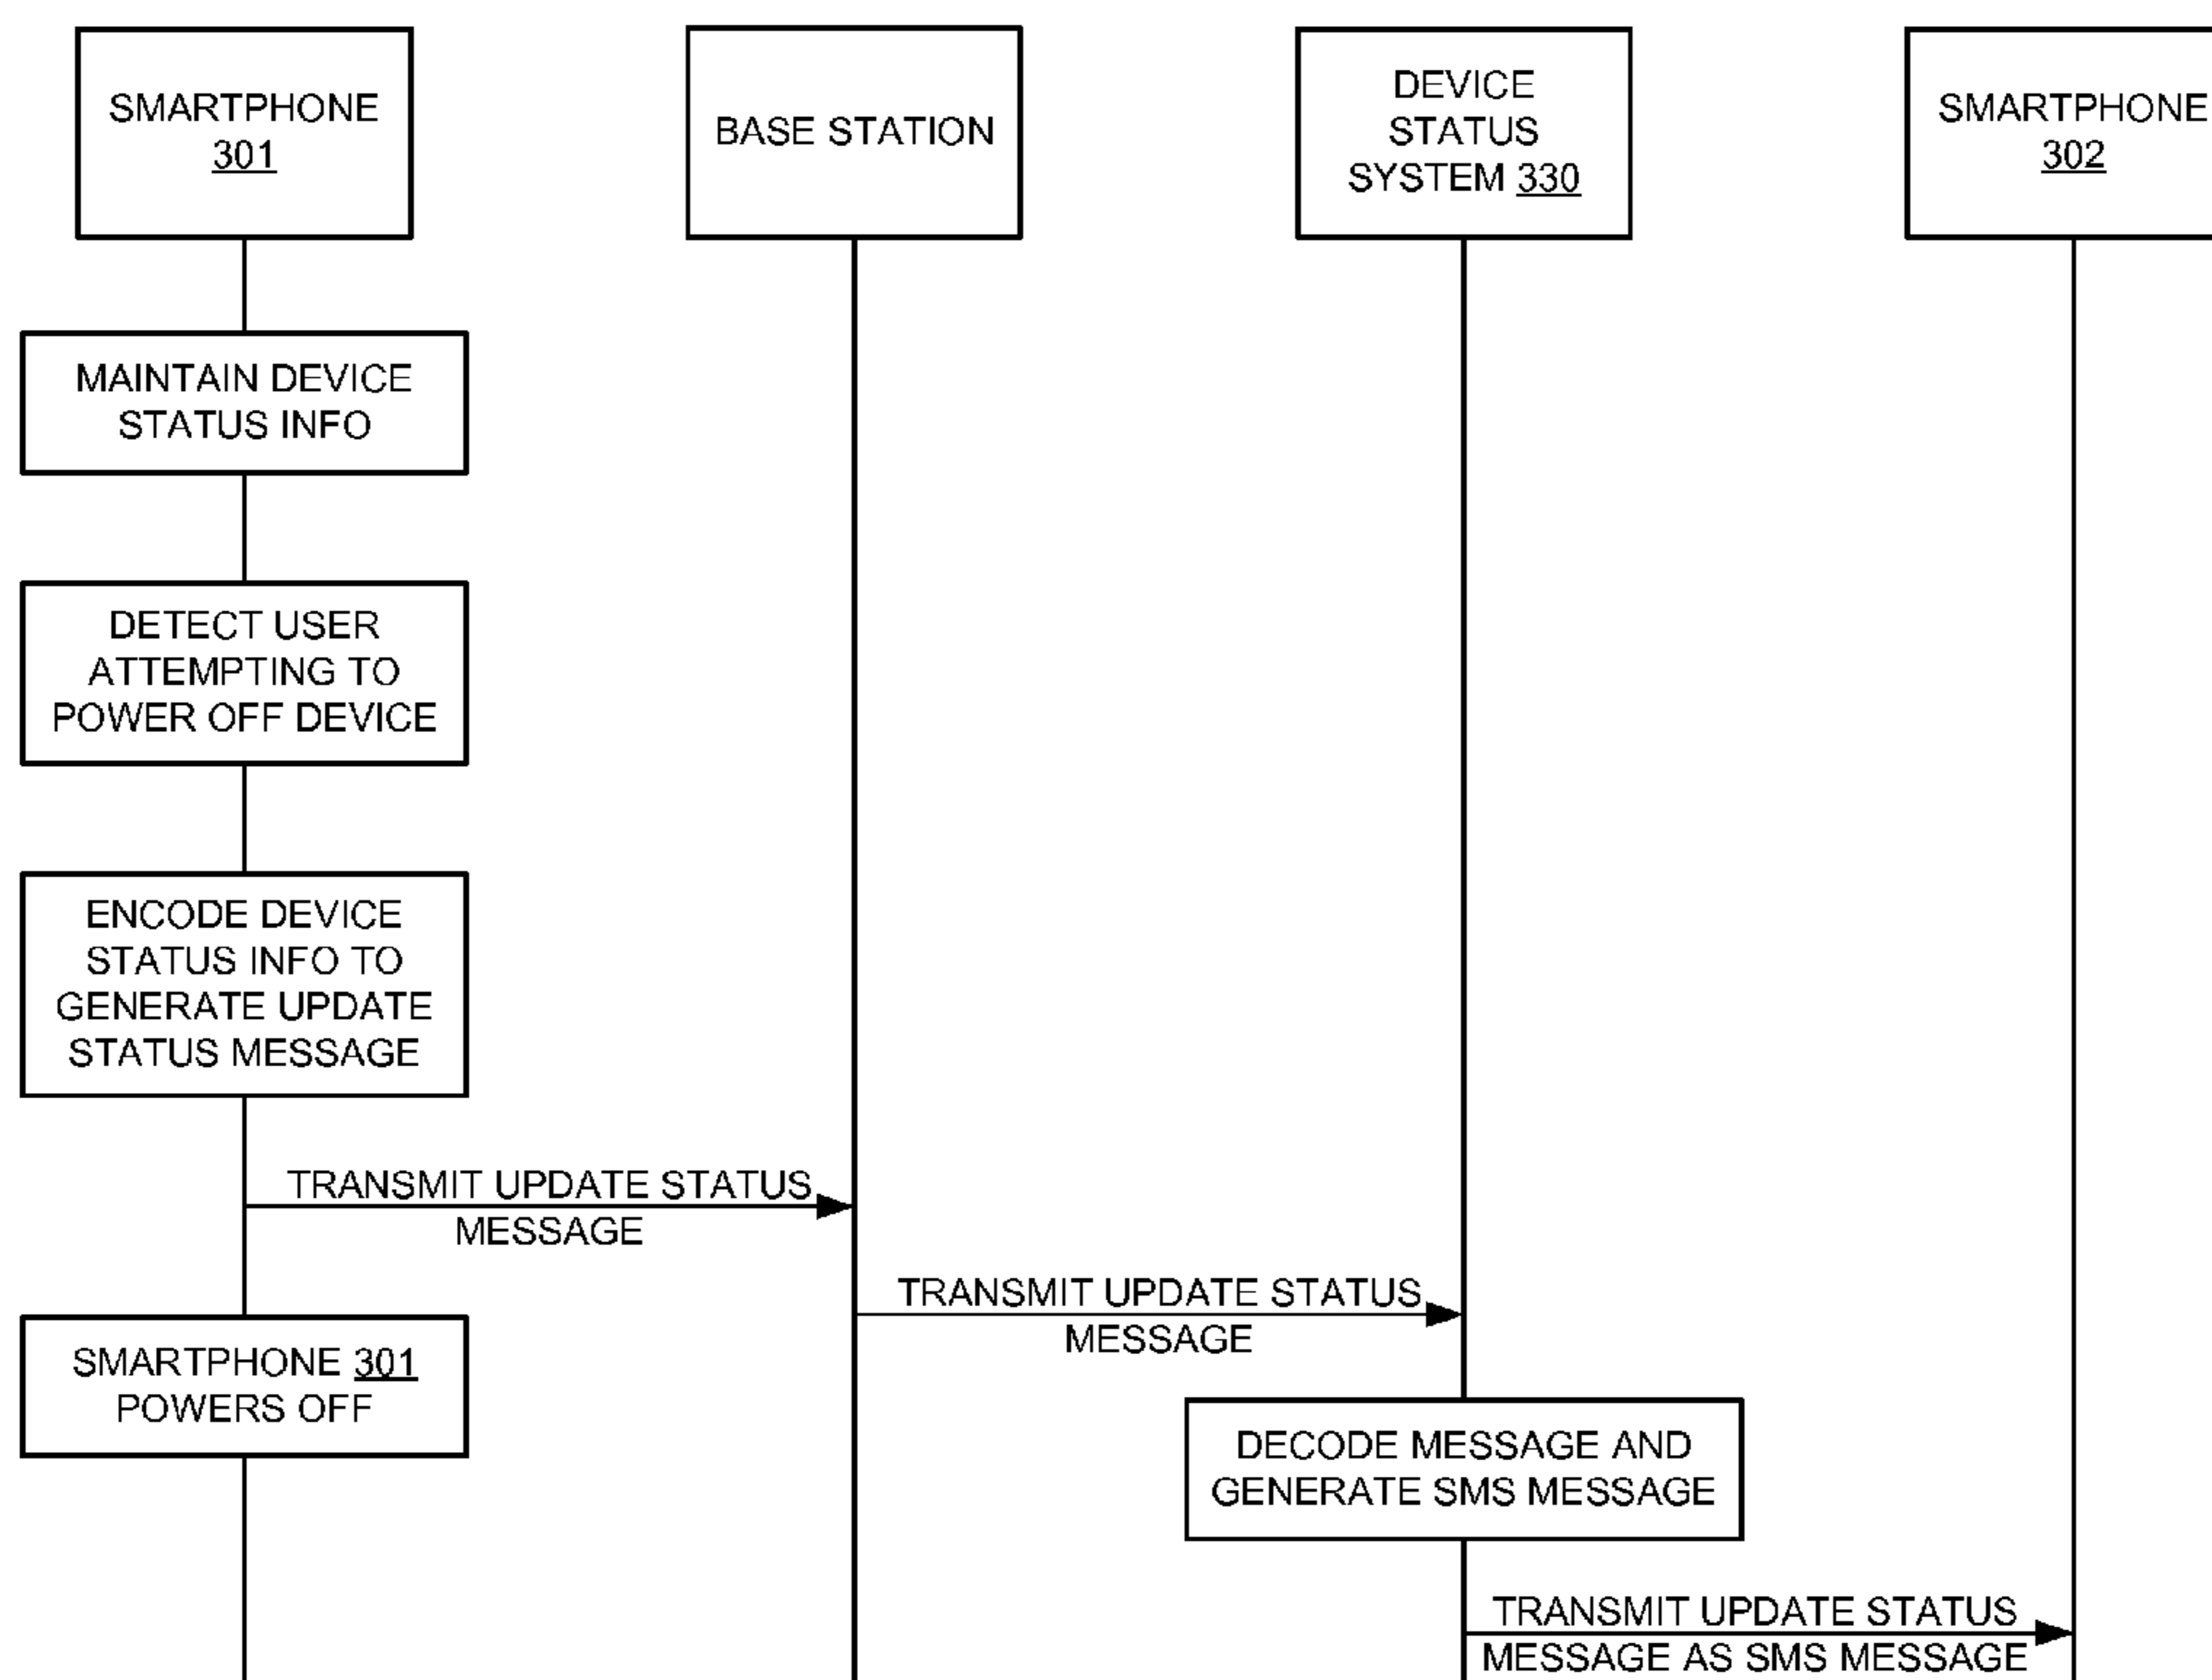 SMARTPHONE
301
BASE STATION
DEVICE
STATUS
SYSTEM 330
SMARTPHONE
302
MAINTAIN DEVICE
STATUS INFO
DETECT USER
ATTEMPTING TO
POWER OFF DEVICE
ENCODE DEVICE
STATUS INFO TO
GENERATE UPDATE
STATUS MESSAGE
TRANSMIT UPDATE STATUS
MESSAGE
TRANSMIT UPDATE STATUS
MESSAGE
SMARTPHONE 301
POWERS OFF
DECODE MESSAGE AND
GENERATE SMS MESSAGE
TRANSMIT UPDATE STATUS
MESSAGE AS SMS MESSAGE